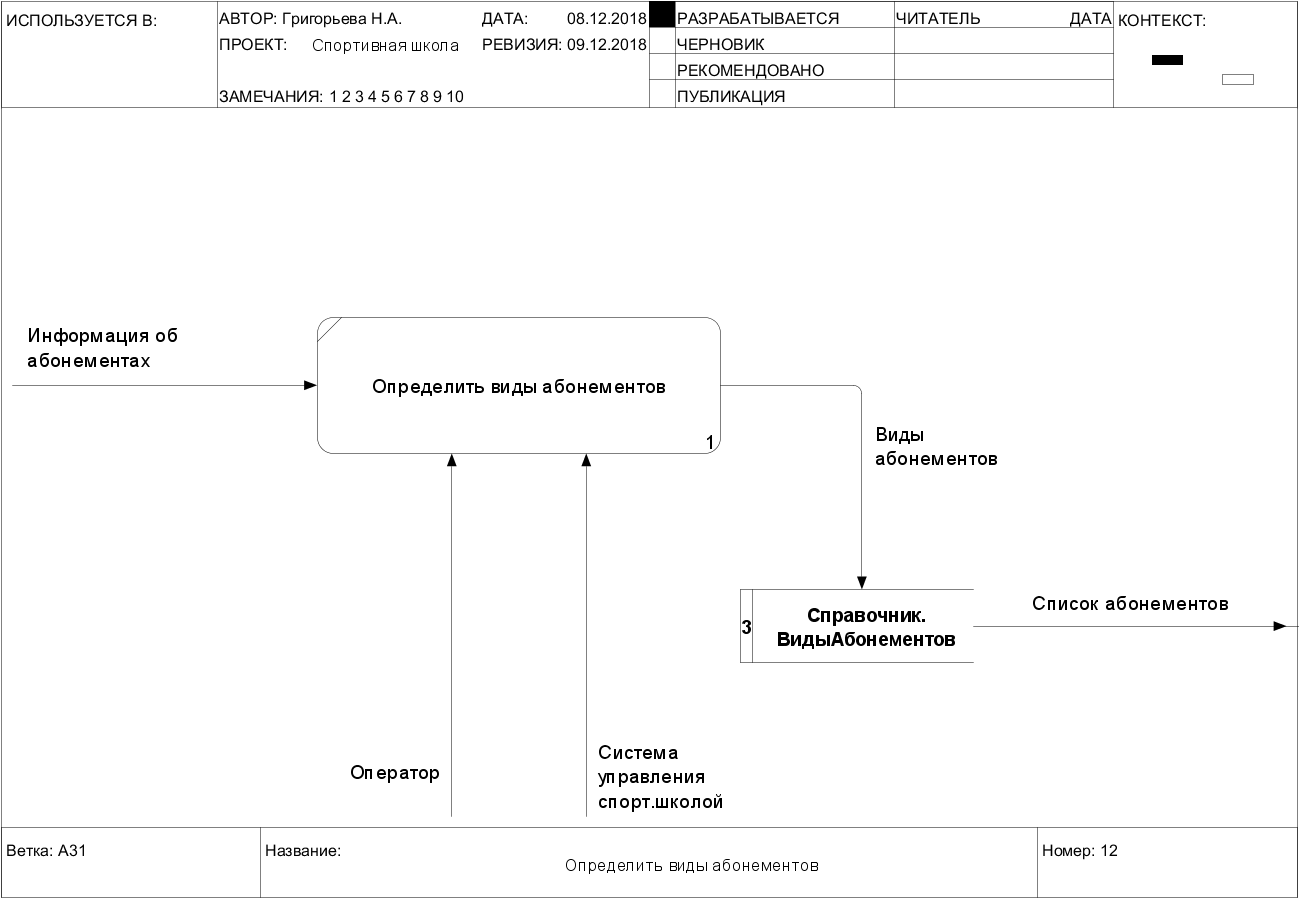 ИСПОЛЬЗУЕТСЯ В:
АВТОР: Григорьева Н.А.
ДАТА: 08.12.2018
ПРОЕКТ: Спортивная школа
РЕВИЗИЯ: 09.12.2018
ЗАМЕЧАНИЯ: 1 2 3 4 5 6 7 8 9 10
РАЗРАБАТЫВАЕТСЯ
ЧЕРНОВИК
РЕКОМЕНДОВАНО
ПУБЛИКАЦИЯ
ЧИТАТЕЛЬ ДАТА
КОНТЕКСТ:
Информация об
абонементах
Определить виды абонементов
1
Виды
абонементов
3
Справочник.
ВидыАбонементов
Список абонементов
Оператор
Система
управления
спорт.школой
Ветка: A31
Название:
Определить виды абонементов
Номер: 12